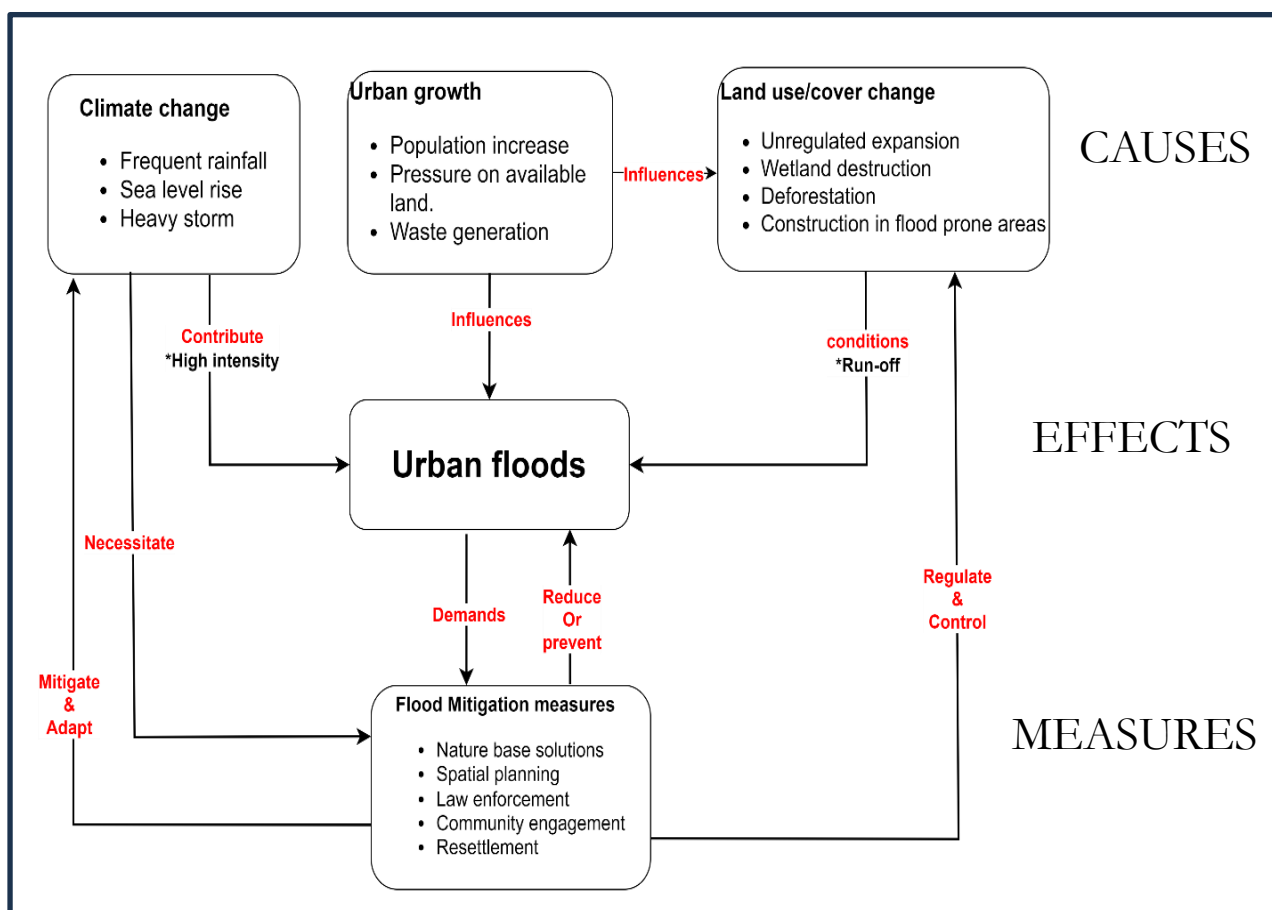 Climate change
• Frequent rainfall
• Sea level rise
• Heavy storm
Urban growth
• Population increase
• Pressure on available
land.
• Waste generation
Influences
Land use/cover change
• Unregulated expansion
• Wetland destruction
• Deforestation
• Construction in flood prone areas
CAUSES
Contribute
*High intensity
Influences
conditions
*Run-off
Urban floods
EFFECTS
Necessitate
Demands
Reduce
Or
prevent
Regulate
&
Control
Mitigate
&
Adapt
Flood Mitigation measures
• Nature base solutions
• Spatial planning
• Law enforcement
• Community engagement
• Resettlement
MEASURES